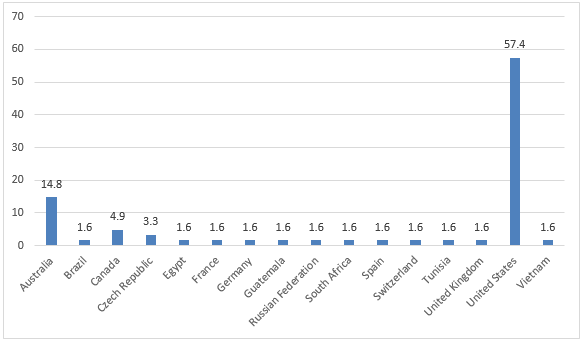 70
60
50
40
30
20
10
0
14.8
1.6
4.9
3.3
1.6
1.6
1.6
1.6
1.6
1.6
1.6
1.6
1.6
1.6
57.4
1.6
Australia
Brazil
Canada
Czech Republic
Egypt
France
Germany
Guatemala
Russian Federation
South Africa
Spain
Switzerland
Tunisia
United Kingdom
United States
Vietnam